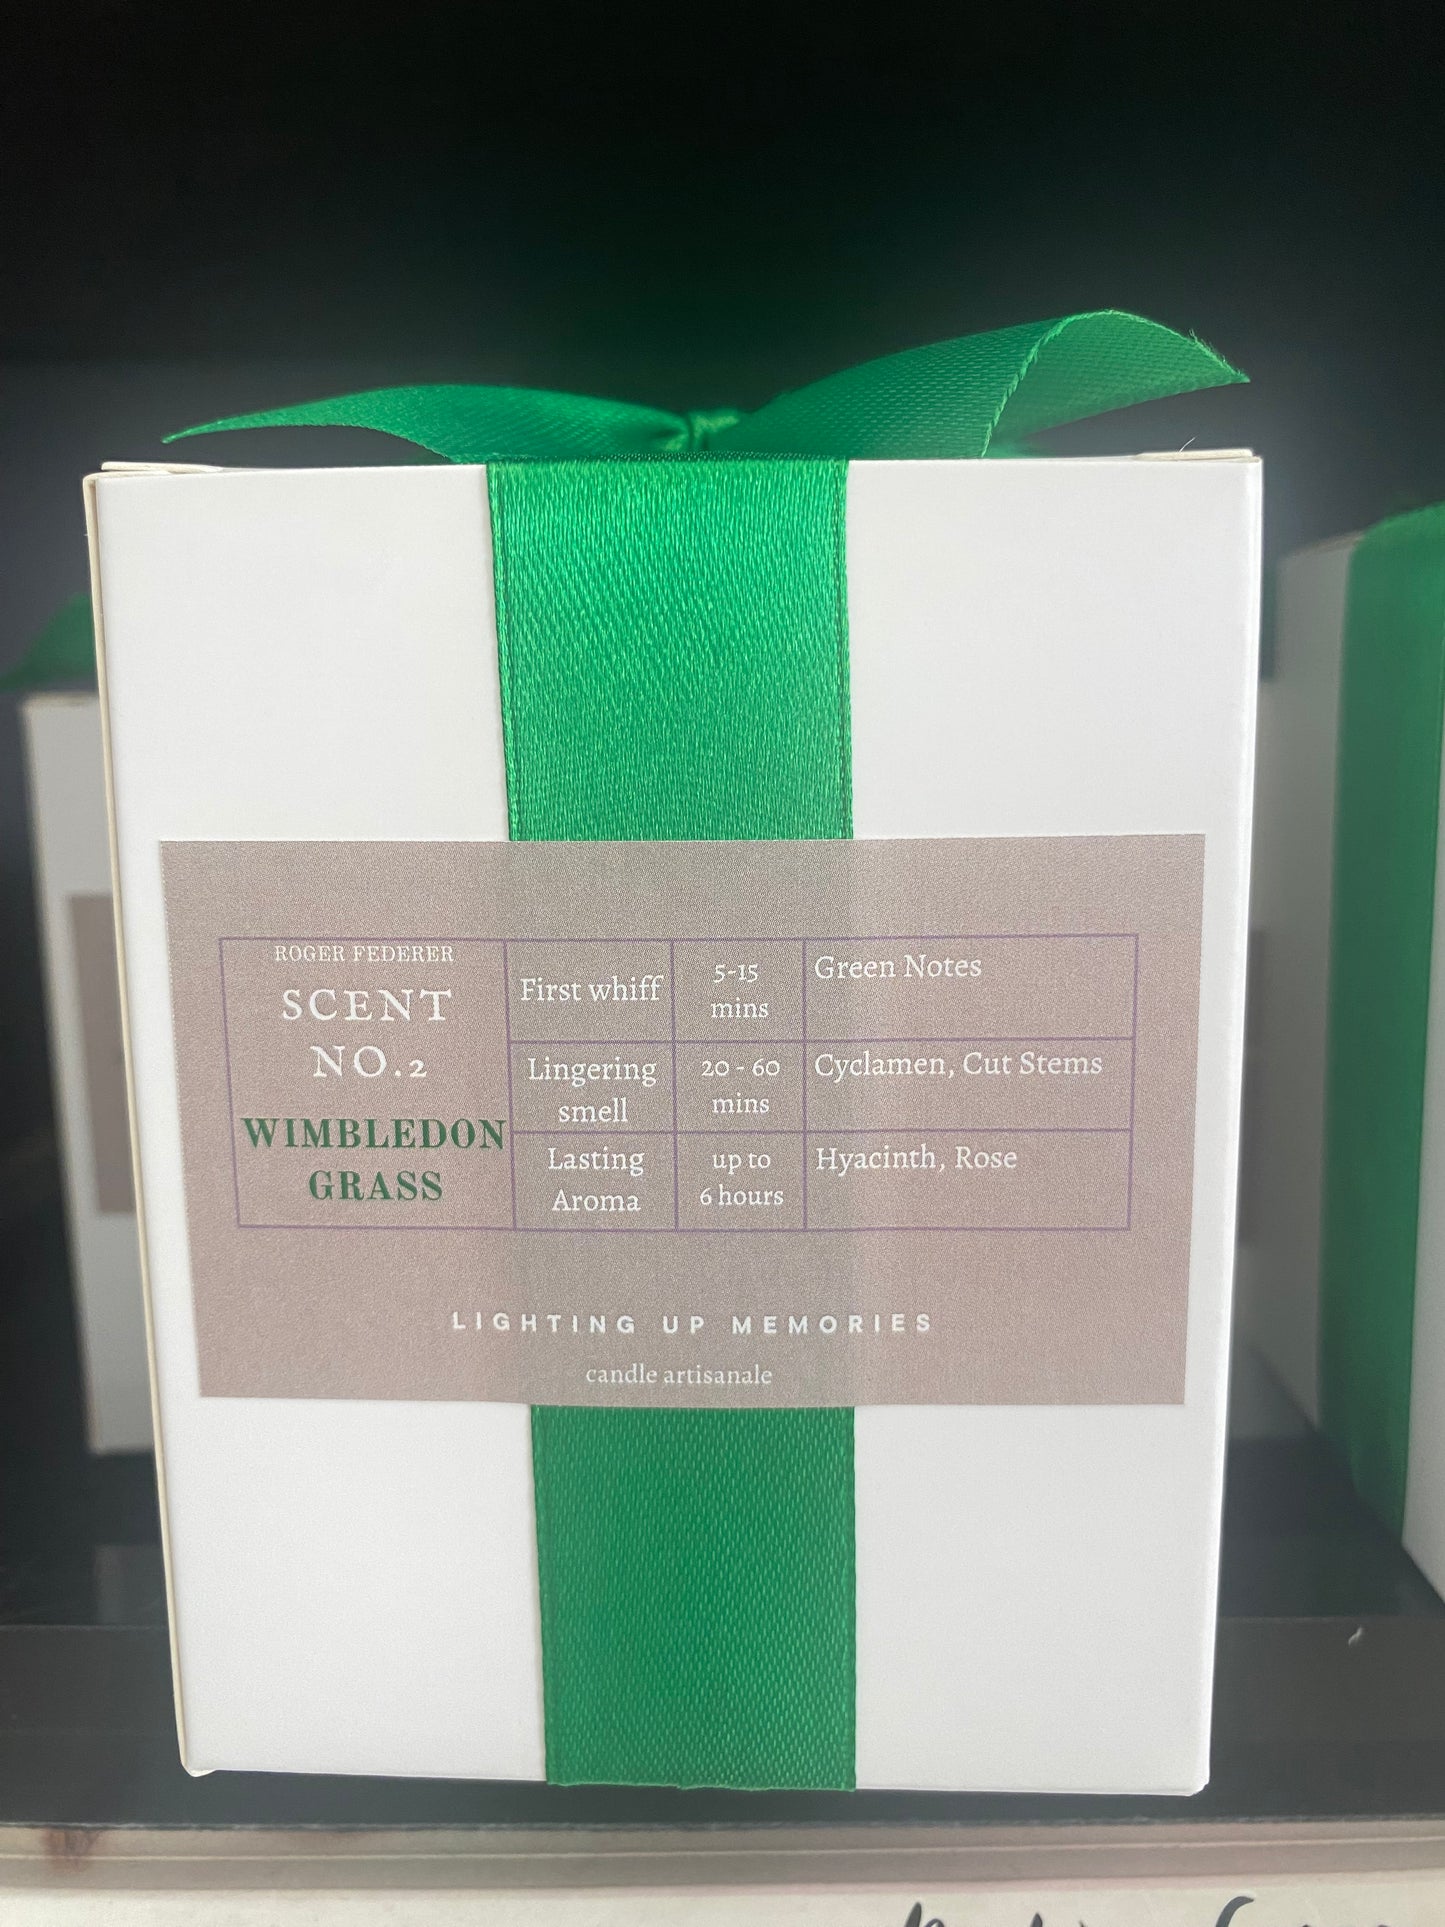 ROGER FEDERER
SCENT
NO.2
WIMBLEDON
GRASS
First whiff
5-15
mins
Green Notes
Lingering
smell
20 - 60
mins
Cyclamen, Cut Stems
Lasting
Aroma
up to
6 hours
Hyacinth, Rose
LIGHTING UP MEMORIES
candle artisanale